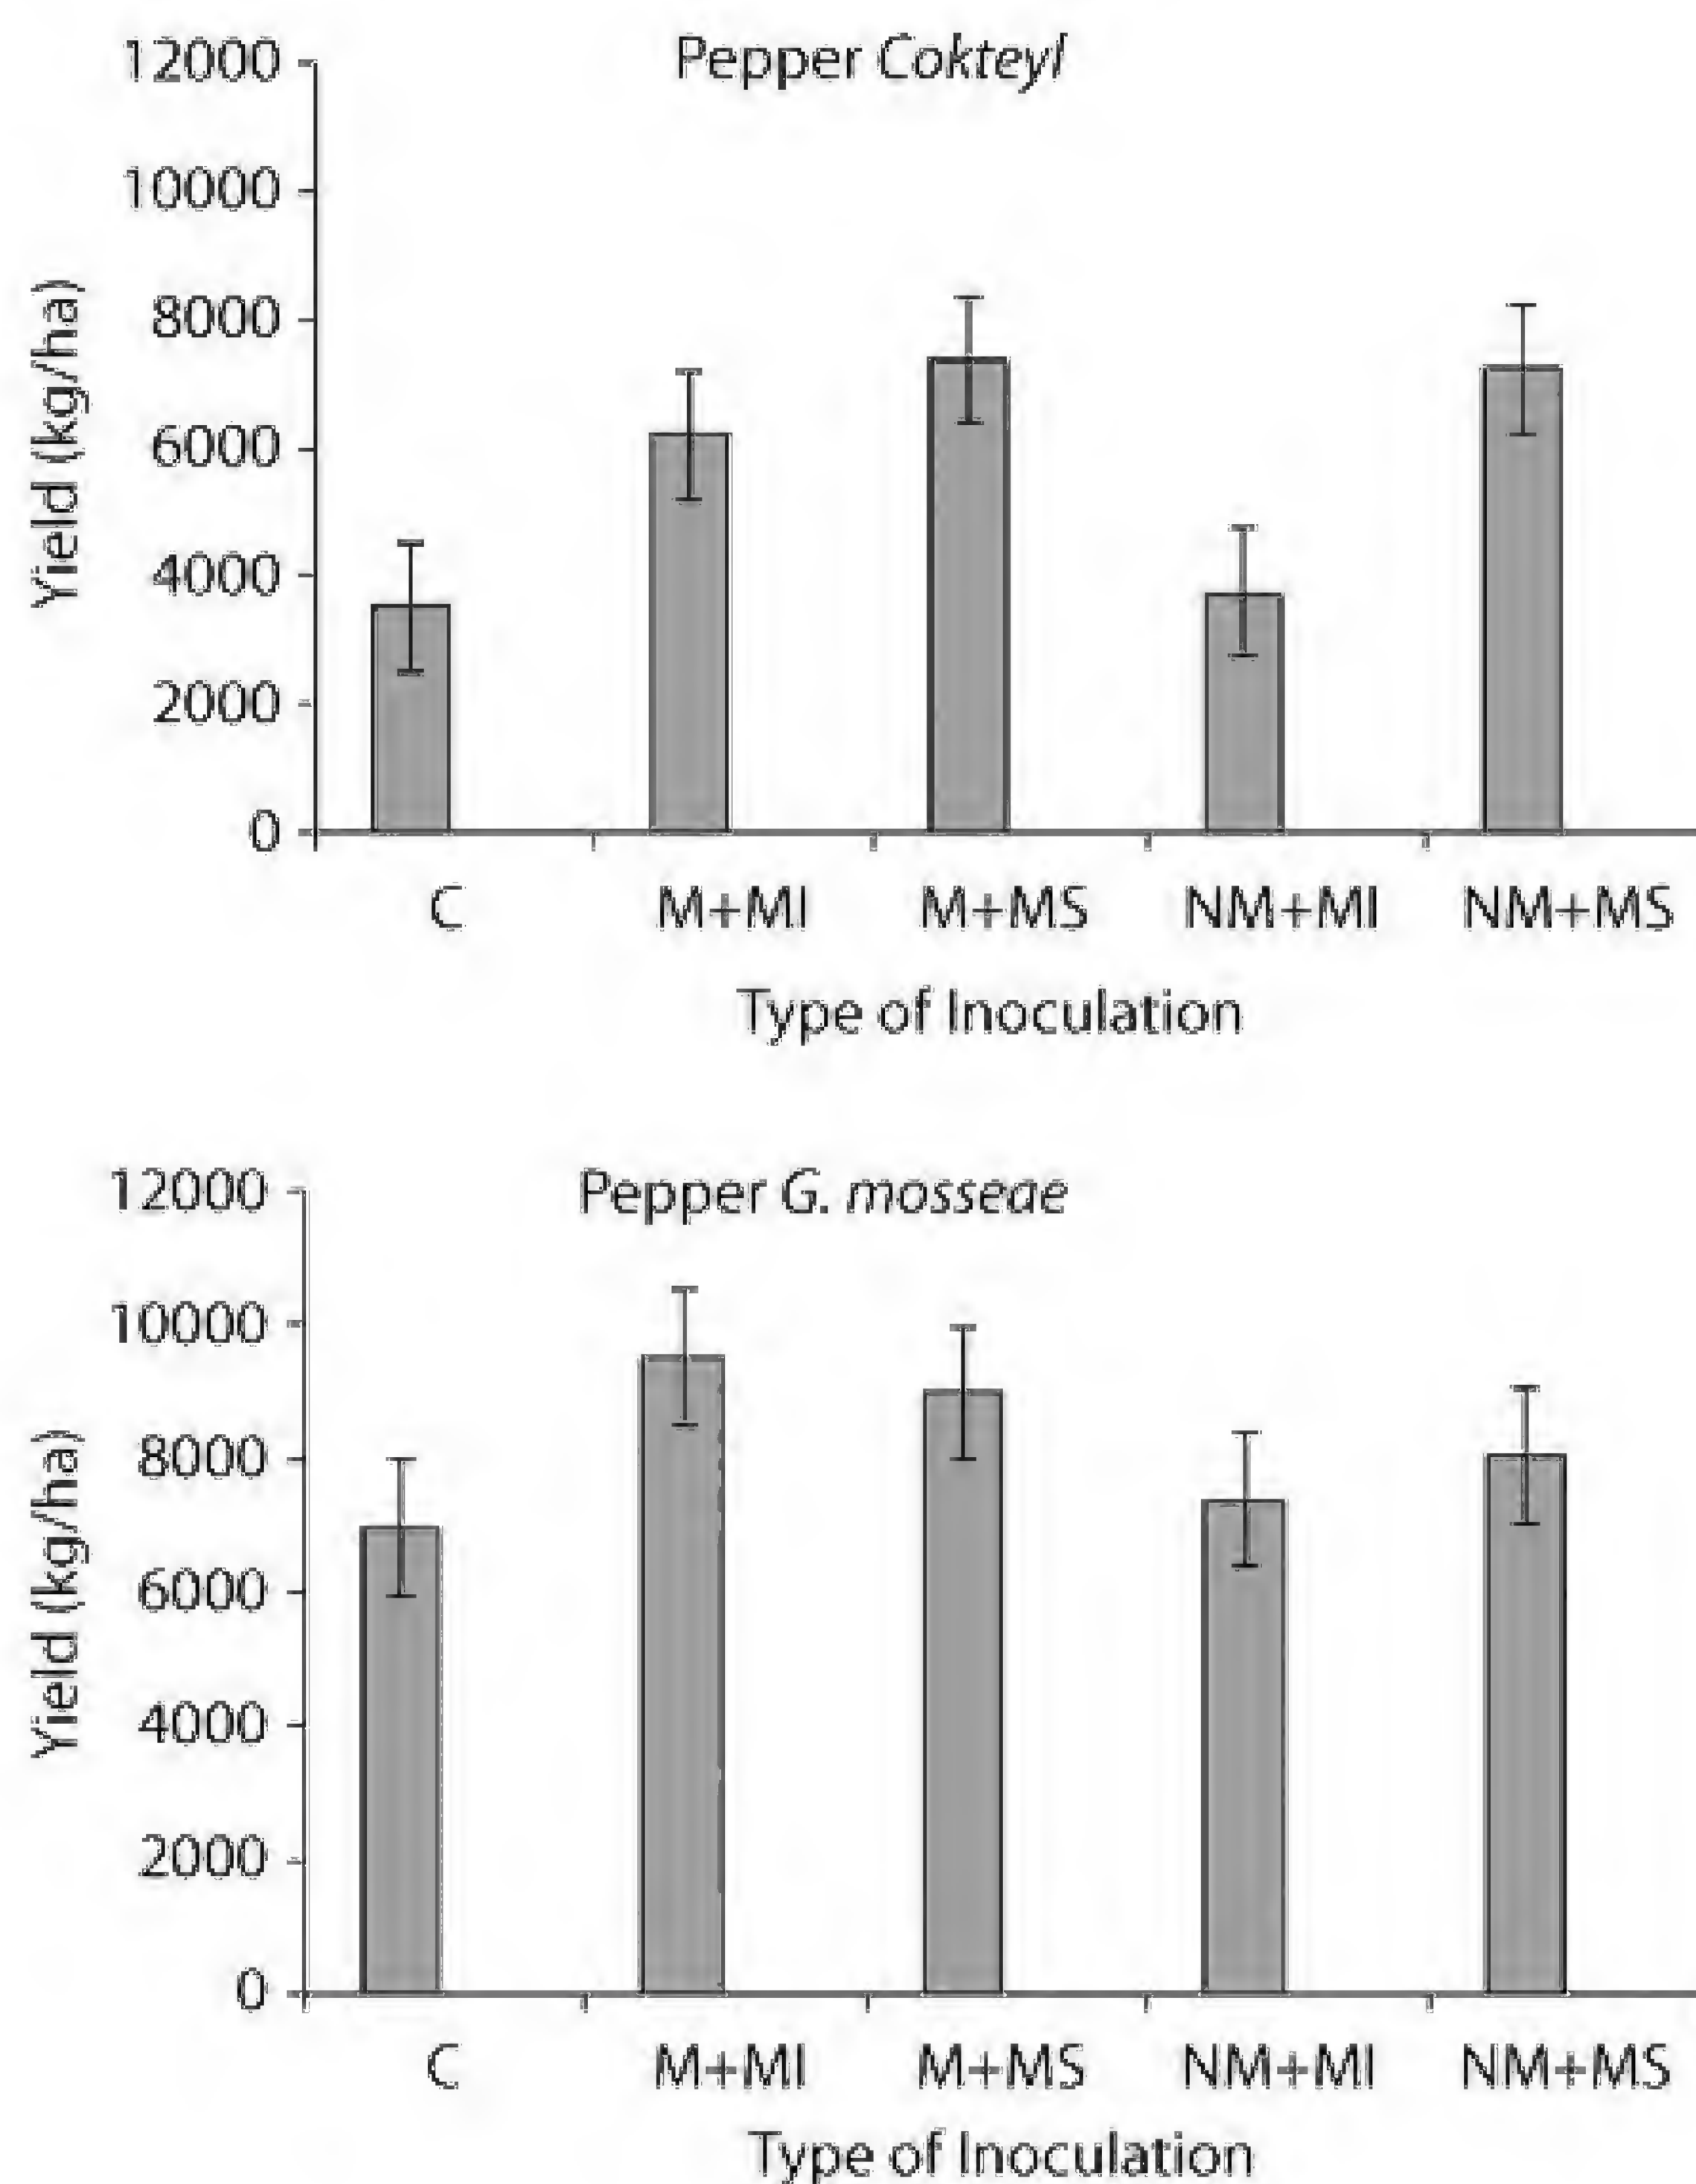 Pepper Cokteyl
12000
10000
8000
6000
4000
2000
0
Yield (kg/ha)
C M+MI M+MS NM+MI NM+MS
Type of Inoculation
Pepper G. mosseae
12000
10000
8000
6000
4000
2000
0
Yield (kg/ha)
C M+MI M+MS NM+MI NM+MS
Type of Inoculation